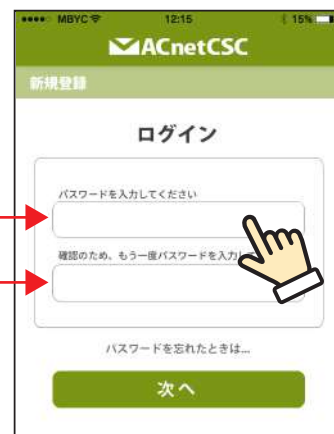 MBYC 12:15 15%
ACnetCSC
新規登録
ログイン
パスワードを入力してください
確認のため、もう一度パスワードを入力
パスワードを忘れたときは...
次へ